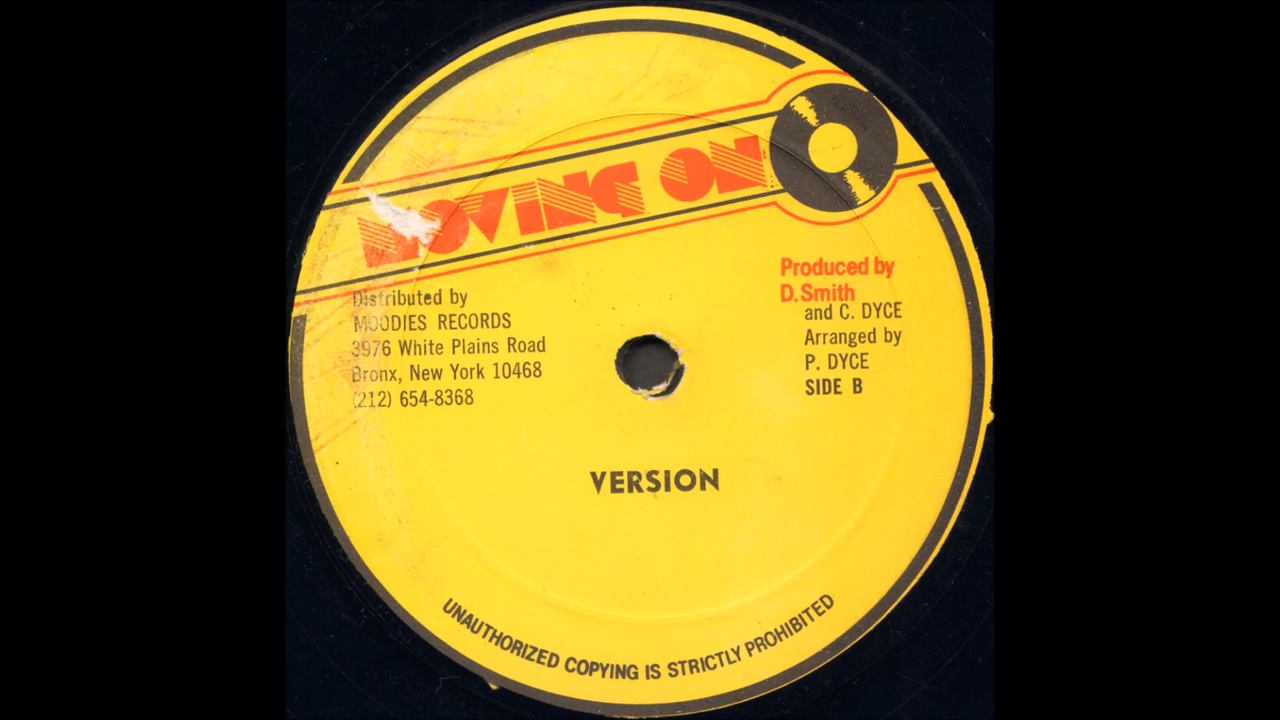 MOVING ON
Distributed by
MOODIES RECORDS
3976 White Plains Road
Bronx, New York 10468
(212) 654-8368
Produced by
D. Smith
and C. DYCE
Arranged by
P. DYCE
SIDE B
VERSION
UNAUTHORIZED COPYING IS STRICTLY PROHIBITED